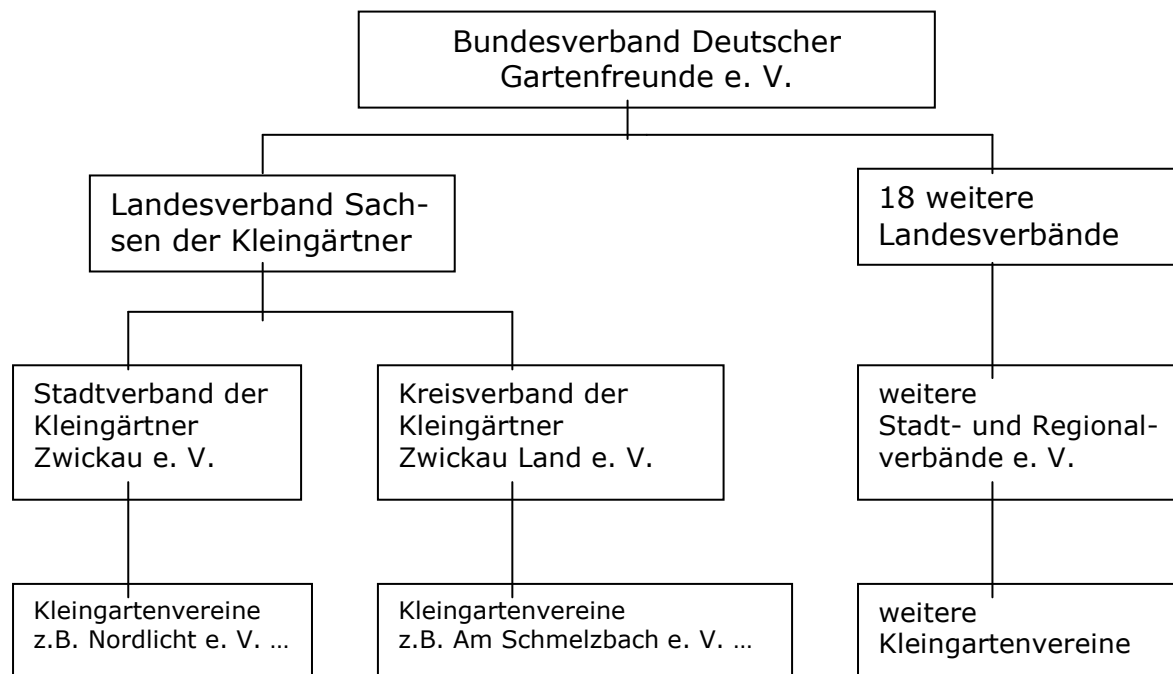 Bundesverband Deutscher
Gartenfreunde e. V.
Landesverband Sach-
sen der Kleingärtner
18 weitere
Landesverbände
Stadtverband der
Kleingärtner
Zwickau e. V.
Kreisverband der
Kleingärtner
Zwickau Land e. V.
weitere
Stadt- und Regional-
verbände e. V.
Kleingartenvereine
z.B. Nordlicht e. V. …
Kleingartenvereine
z.B. Am Schmelzbach e. V. …
weitere
Kleingartenvereine